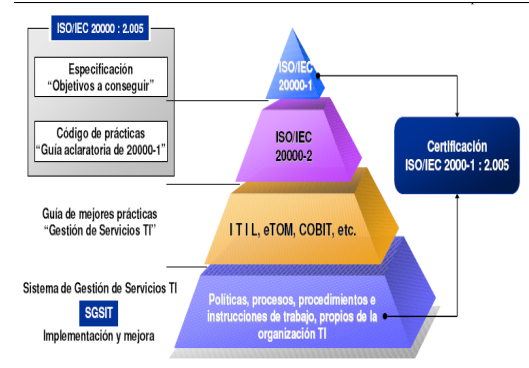 ISO/IEC 20000 : 2.005
Especificación
“Objetivos a conseguir”
Código de prácticas
“Guía aclaratoria de 20000-1”
Guía de mejores prácticas
“Gestión de Servicios TI”
Sistema de Gestión de Servicios TI
SGSIT
Implementación y mejora
ISO/IEC
20000-1
ISO/IEC
20000-2
I T I L, eTOM, COBIT, etc.
Políticas, procesos, procedimientos e
instrucciones de trabajo, propios de la
organización TI
Certificación
ISO/IEC 2000-1 : 2.005